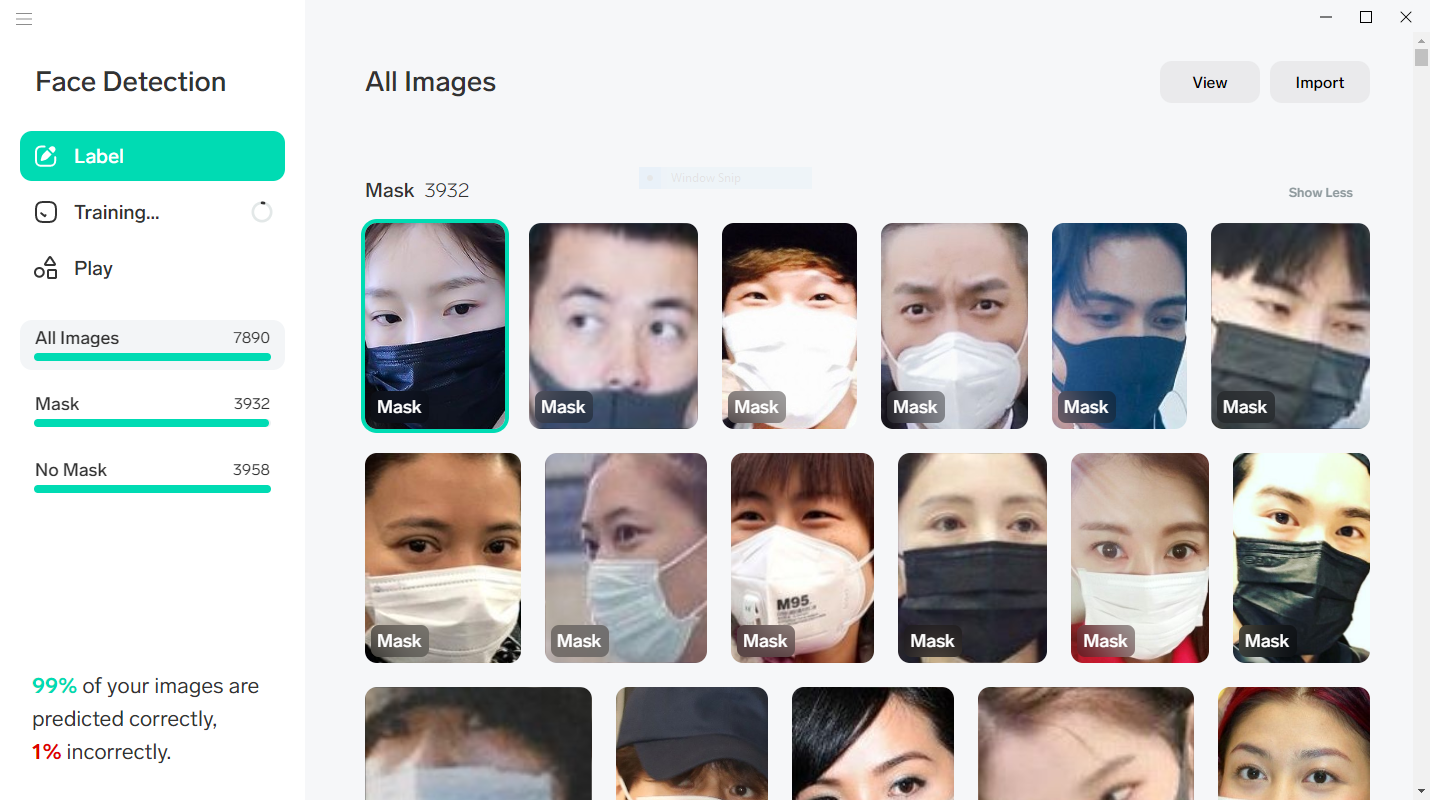 Face Detection
Label
Training...
Play
All Images 7890
Mask 3932
No Mask 3958
99% of your images are
predicted correctly,
1% incorrectly.
All Images
View
Import
Window Snip
Mask 3932
Show Less
Mask
Mask
Mask
Mask
Mask
Mask
M95
Mask
Mask
Mask
Mask
Mask
Mask